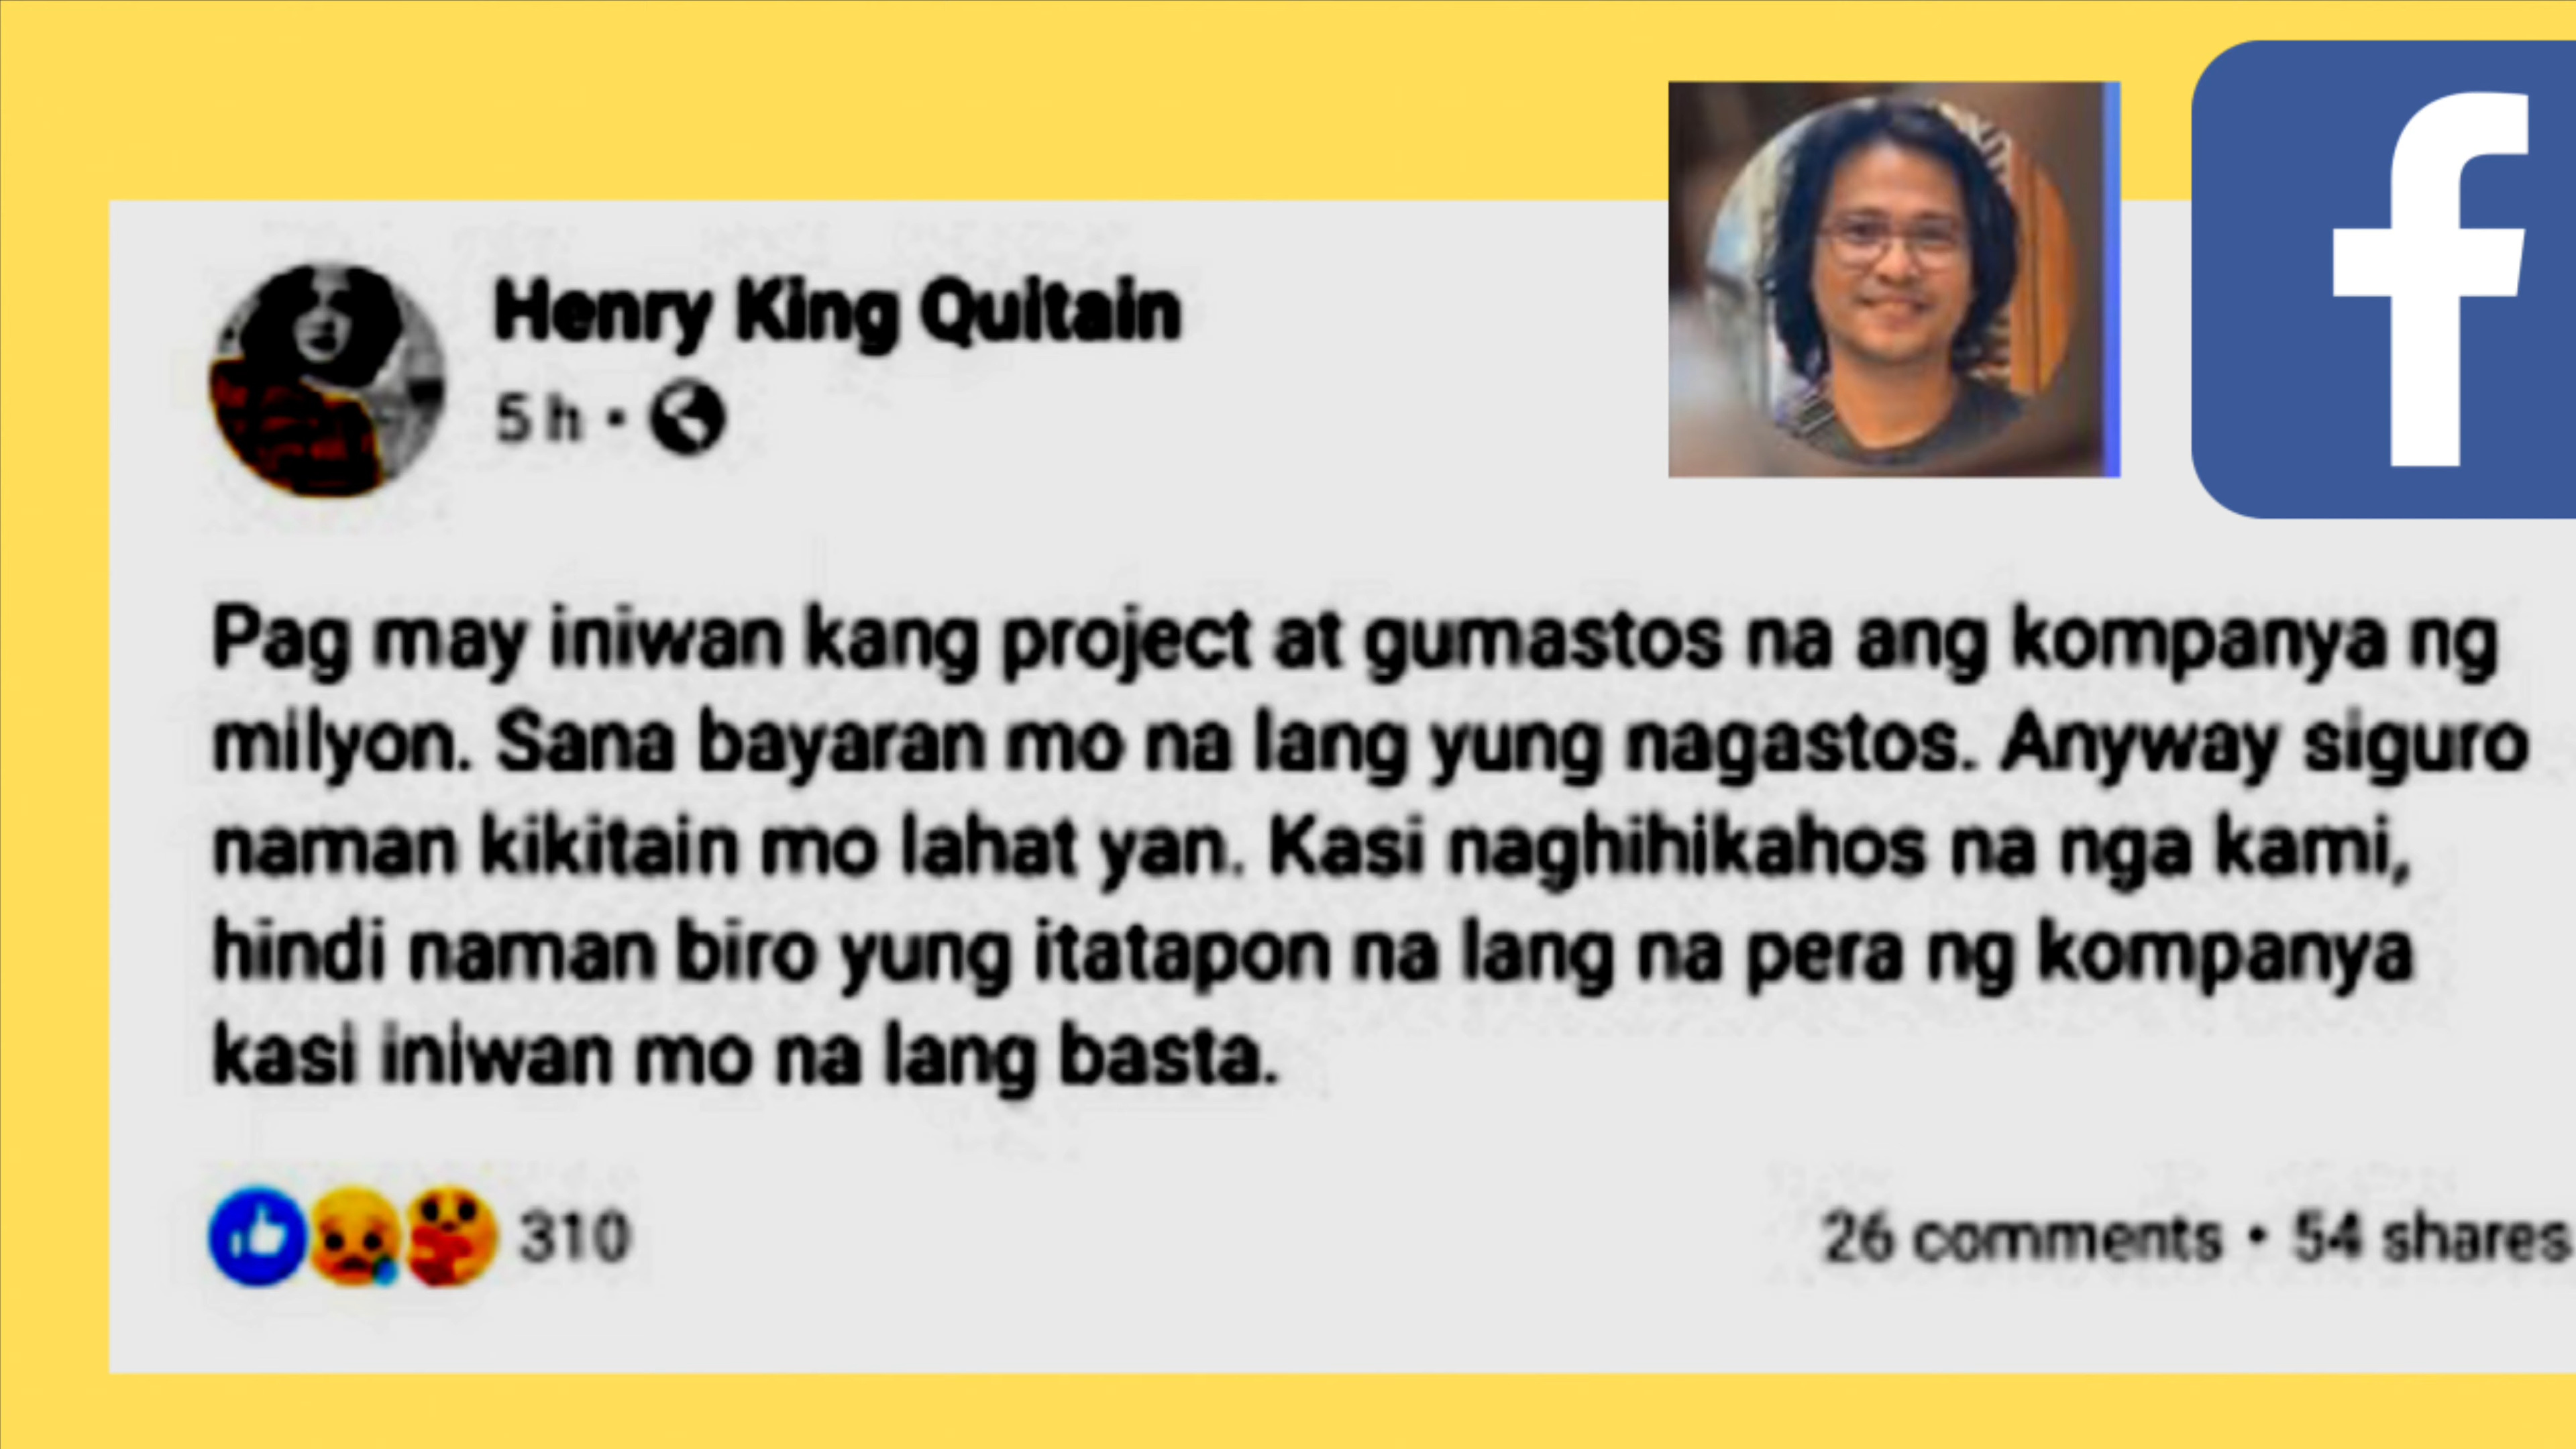 Henry King Quitain
5 h ·
Pag may iniwan kang project at gumastos na ang kompanya ng
milyon. Sana bayaran mo na lang yung nagastos. Anyway siguro
naman kikitain mo lahat yan. Kasi naghihikahos na nga kami,
hindi naman biro yung itatapon na lang na pera ng kompanya
kasi iniwan mo na lang basta.
310
26 comments • 54 shares
f